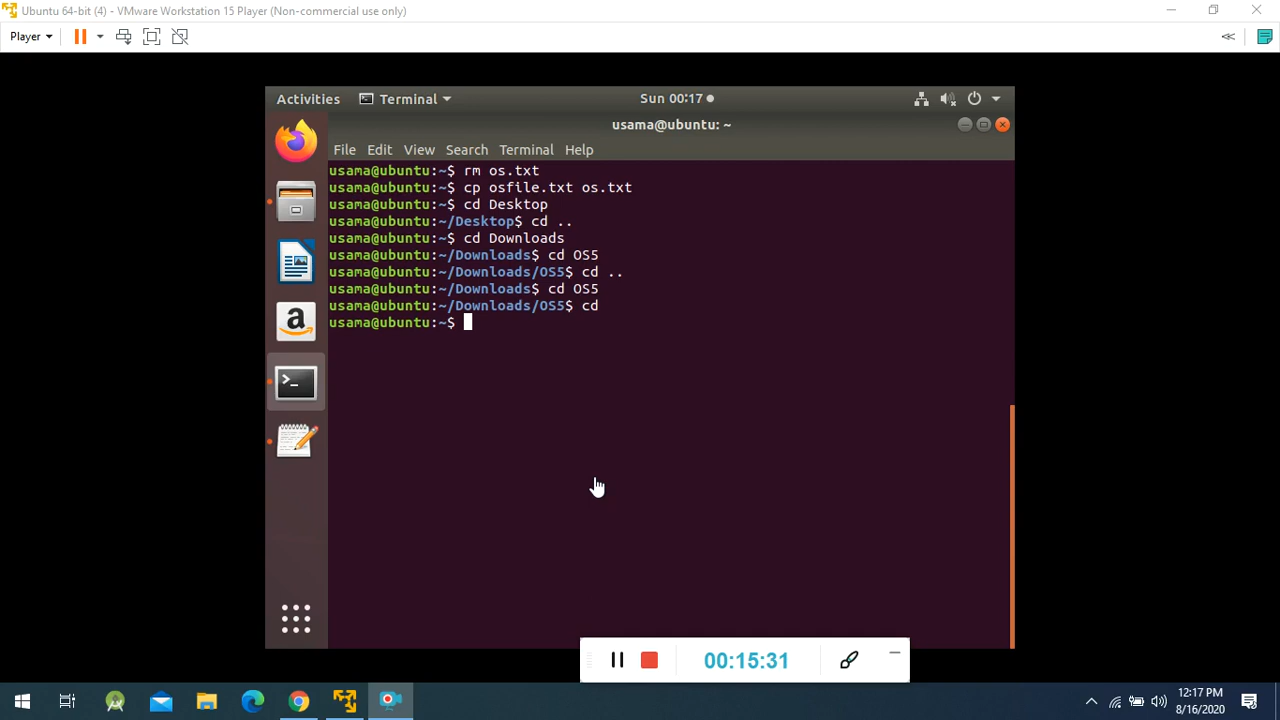 Ubuntu 64-bit (4) - VMware Workstation 15 Player (Non-commercial use only)
Player
Activities Terminal Sun 00:17
usama@ubuntu: ~
File Edit View Search Terminal Help
usama@ubuntu:~$ rm os.txt
usama@ubuntu:~$ cp osfile.txt os.txt
usama@ubuntu:~$ cd Desktop
usama@ubuntu:~/Desktop$ cd ..
usama@ubuntu:~$ cd Downloads
usama@ubuntu:~/Downloads$ cd OS5
usama@ubuntu:~/Downloads/OS5$ cd ..
usama@ubuntu:~/Downloads$ cd OS5
usama@ubuntu:~/Downloads/OS5$ cd
usama@ubuntu:~$
00:15:31
12:17 PM
8/16/2020